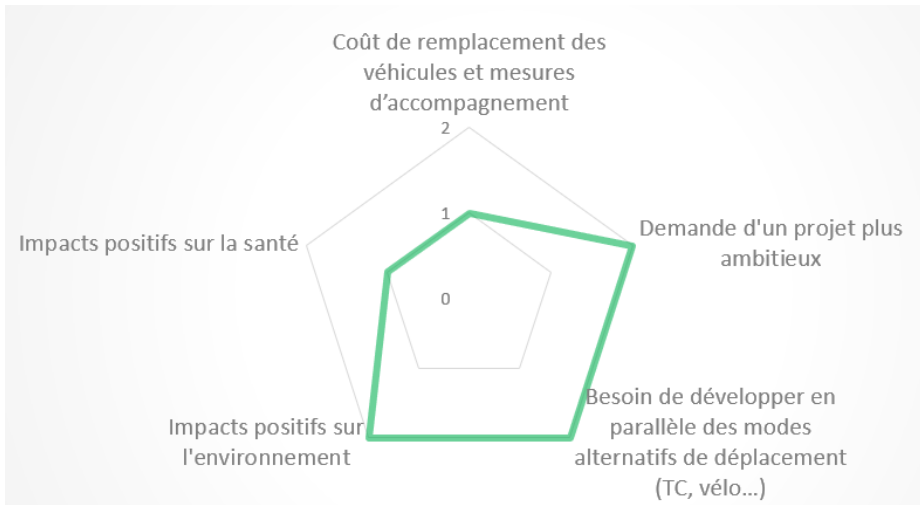 Coût de remplacement des
véhicules et mesures
d’accompagnement
2
1
0
Demande d'un projet plus
ambitieux
Besoin de développer en
parallèle des modes
alternatifs de déplacement
(TC, vélo…)
Impacts positifs sur
l'environnement
Impacts positifs sur la santé